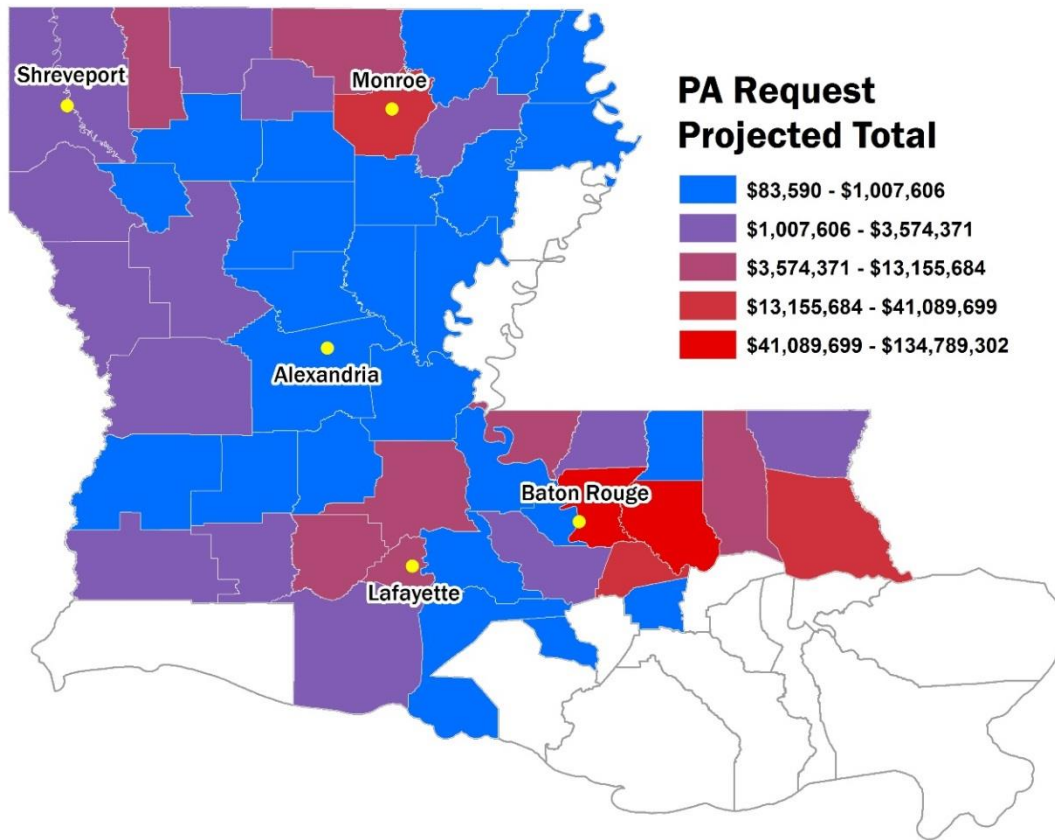 Shreveport
Monroe
PA Request
Projected Total
$83,590 - $1,007,606
$1,007,606 - $3,574,371
$3,574,371 - $13,155,684
$13,155,684 - $41,089,699
$41,089,699 - $134,789,302
Alexandria
Baton Rouge
Lafayette